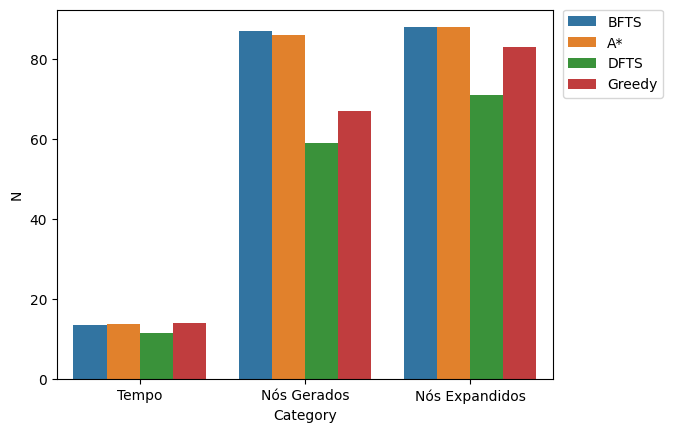 BFTS
A*
DFTS
Greedy
80
60
40
20
0
N
Tempo
Nós Gerados
Nós Expandidos
Category